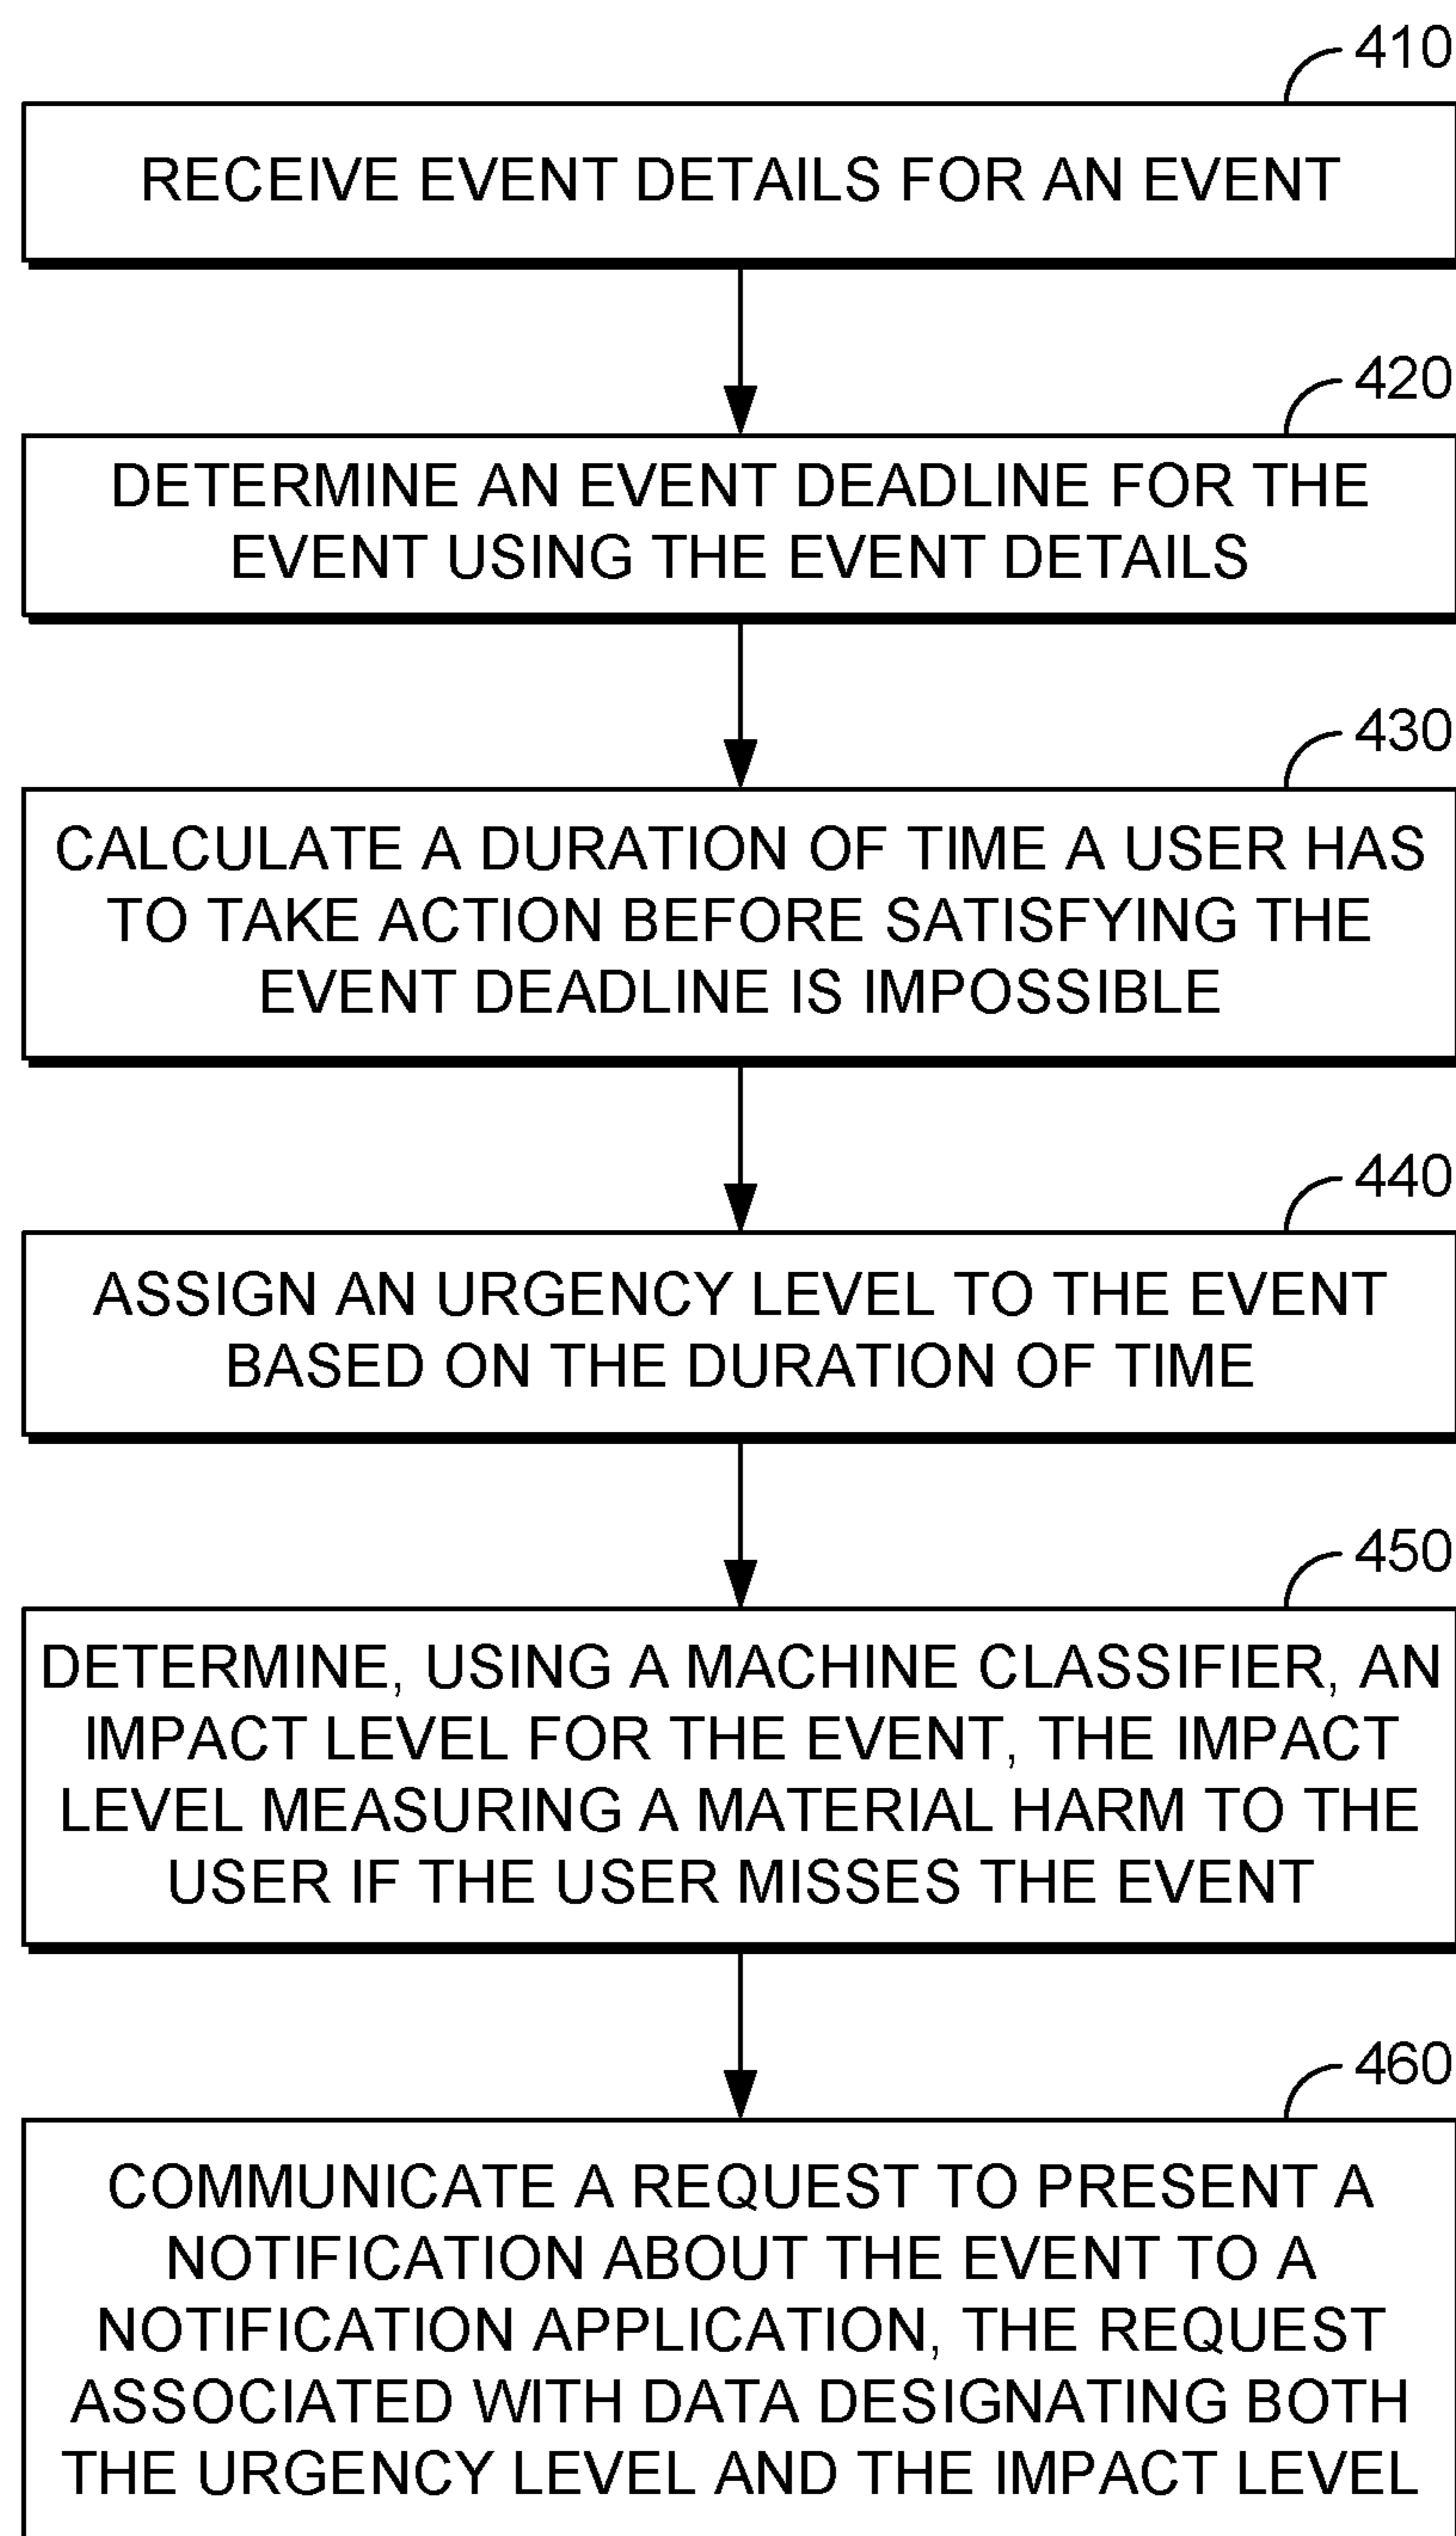 410
RECEIVE EVENT DETAILS FOR AN EVENT
420
DETERMINE AN EVENT DEADLINE FOR THE
EVENT USING THE EVENT DETAILS
430
CALCULATE A DURATION OF TIME A USER HAS
TO TAKE ACTION BEFORE SATISFYING THE
EVENT DEADLINE IS IMPOSSIBLE
440
ASSIGN AN URGENCY LEVEL TO THE EVENT
BASED ON THE DURATION OF TIME
450
DETERMINE, USING A MACHINE CLASSIFIER, AN
IMPACT LEVEL FOR THE EVENT, THE IMPACT
LEVEL MEASURING A MATERIAL HARM TO THE
USER IF THE USER MISSES THE EVENT
460
COMMUNICATE A REQUEST TO PRESENT A
NOTIFICATION ABOUT THE EVENT TO A
NOTIFICATION APPLICATION, THE REQUEST
ASSOCIATED WITH DATA DESIGNATING BOTH
THE URGENCY LEVEL AND THE IMPACT LEVEL